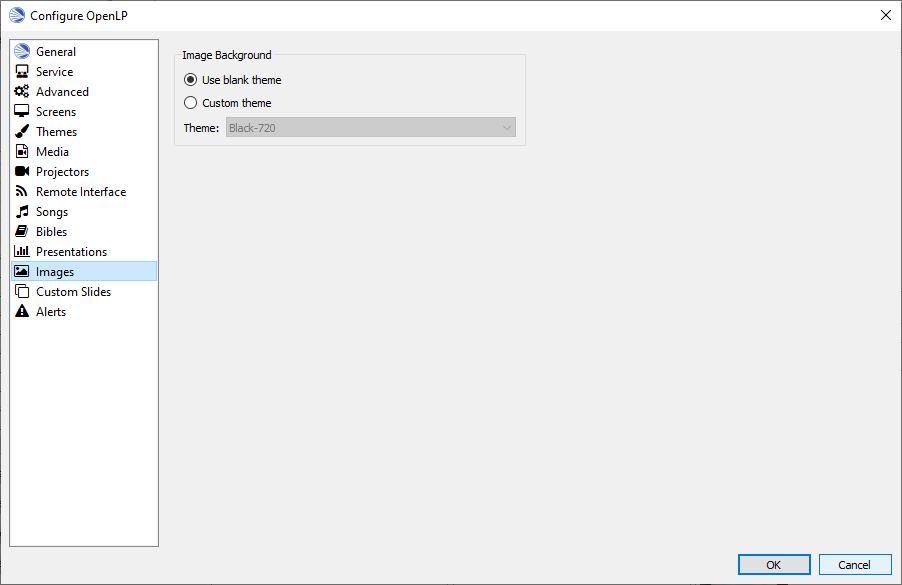 Configure OpenLP
General
Service
Advanced
Screens
Themes
Media
Projectors
Remote Interface
Songs
Bibles
Presentations
Images
Custom Slides
Alerts
Image Background
Use blank theme
Custom theme
Theme: Black-720
OK Cancel